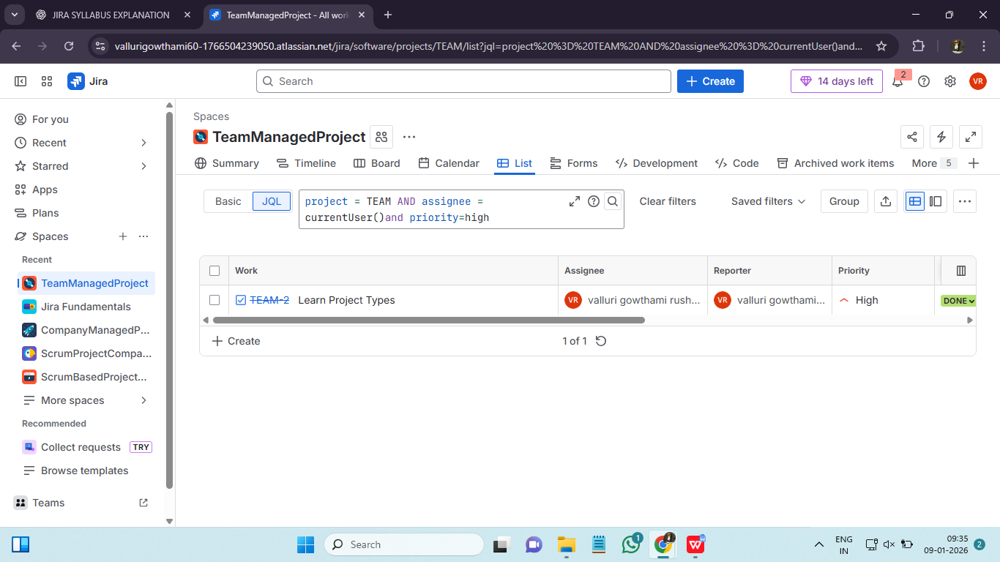 JIRA SYLLABUS EXPLANATION
TeamManagedProject - All work
vallurigowthami60-1766504239050.atlassian.net/jira/software/projects/TEAM/list?jql=project%20%3D%20TEAM%20AND%20assignee%20%3D%20currentUser()and...
Jira
Search
Create
14 days left
2
VR
For you
Recent
Starred
Apps
Plans
Spaces
Recent
TeamManagedProject
Jira Fundamentals
CompanyManagedP...
ScrumProjectCompa...
ScrumBasedProject...
More spaces
Recommended
Collect requests TRY
Browse templates
Teams
Spaces
TeamManagedProject
Summary Timeline Board Calendar List Forms Development Code Archived work items More 5
Basic JQL
project = TEAM AND assignee =
currentUser()and priority=high
Clear filters Saved filters Group
Work Assignee Reporter Priority
TEAM-2 Learn Project Types VR valluri gowthami rush... VR valluri gowthami... High DONE
Create 1 of 1
Search
1
ENG
IN
09:35
09-01-2026
2